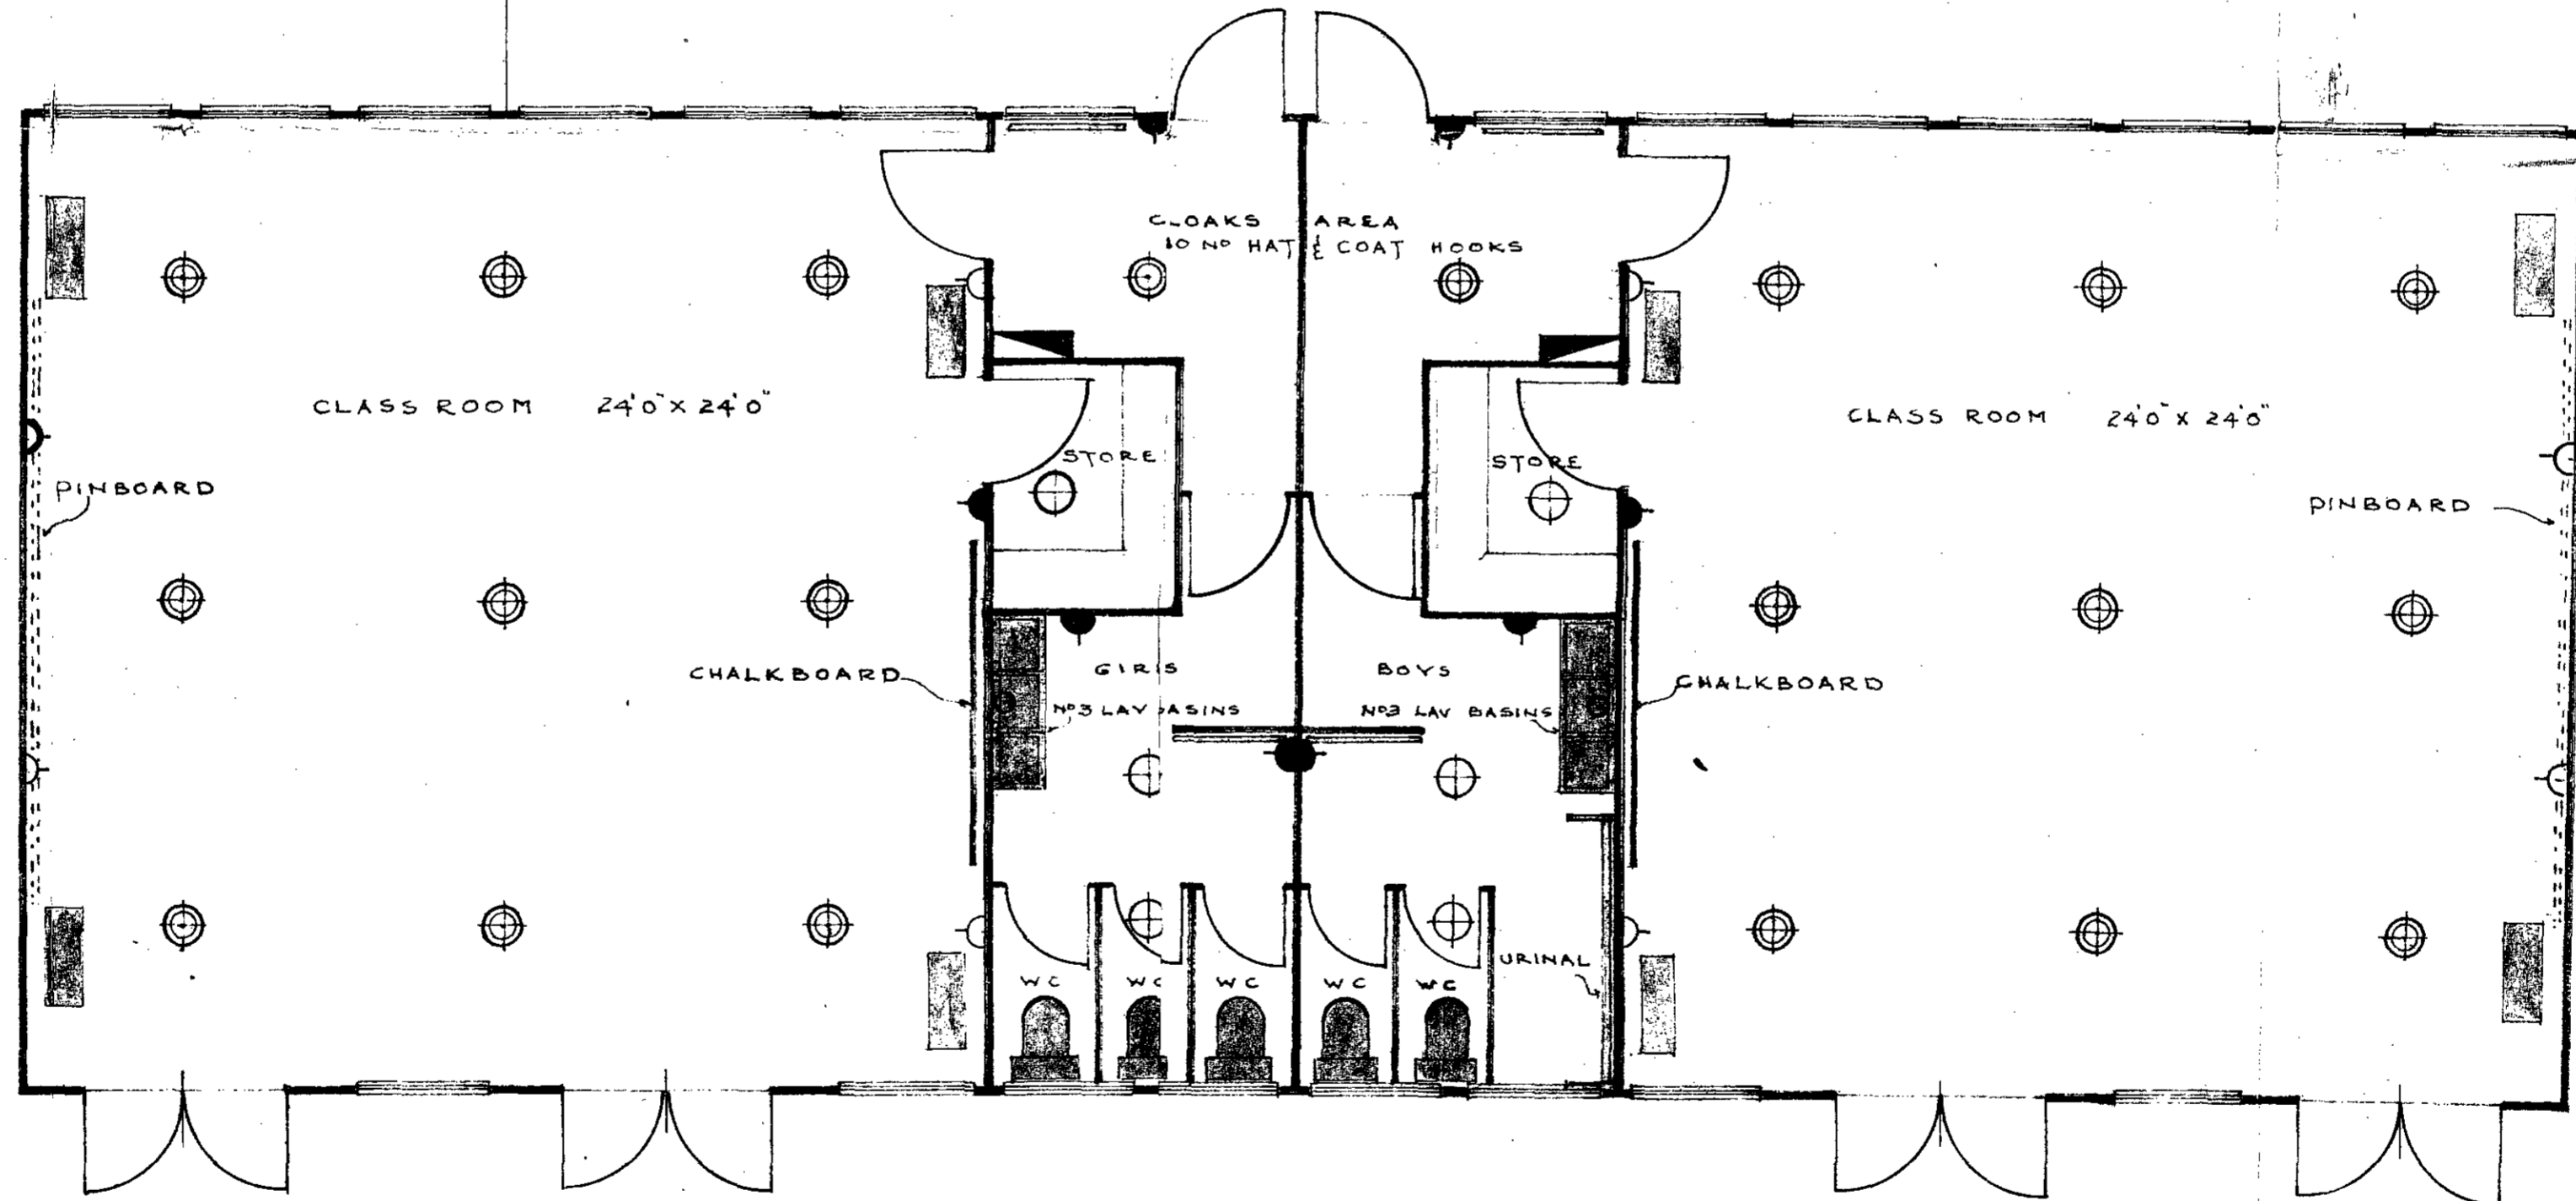 CLOAKS AREA
10 NO HAT & COAT HOOKS
CLASS ROOM 24'0" X 24'0"
CLASS ROOM 24'0" X 24'0"
STORE
STORE
PINBOARD
PINBOARD
CHALKBOARD
GIRLS
BOYS
CHALKBOARD
Nº3 LAV BASINS
Nº3 LAV BASINS
URINAL
WC
WC
WC
WC
WC